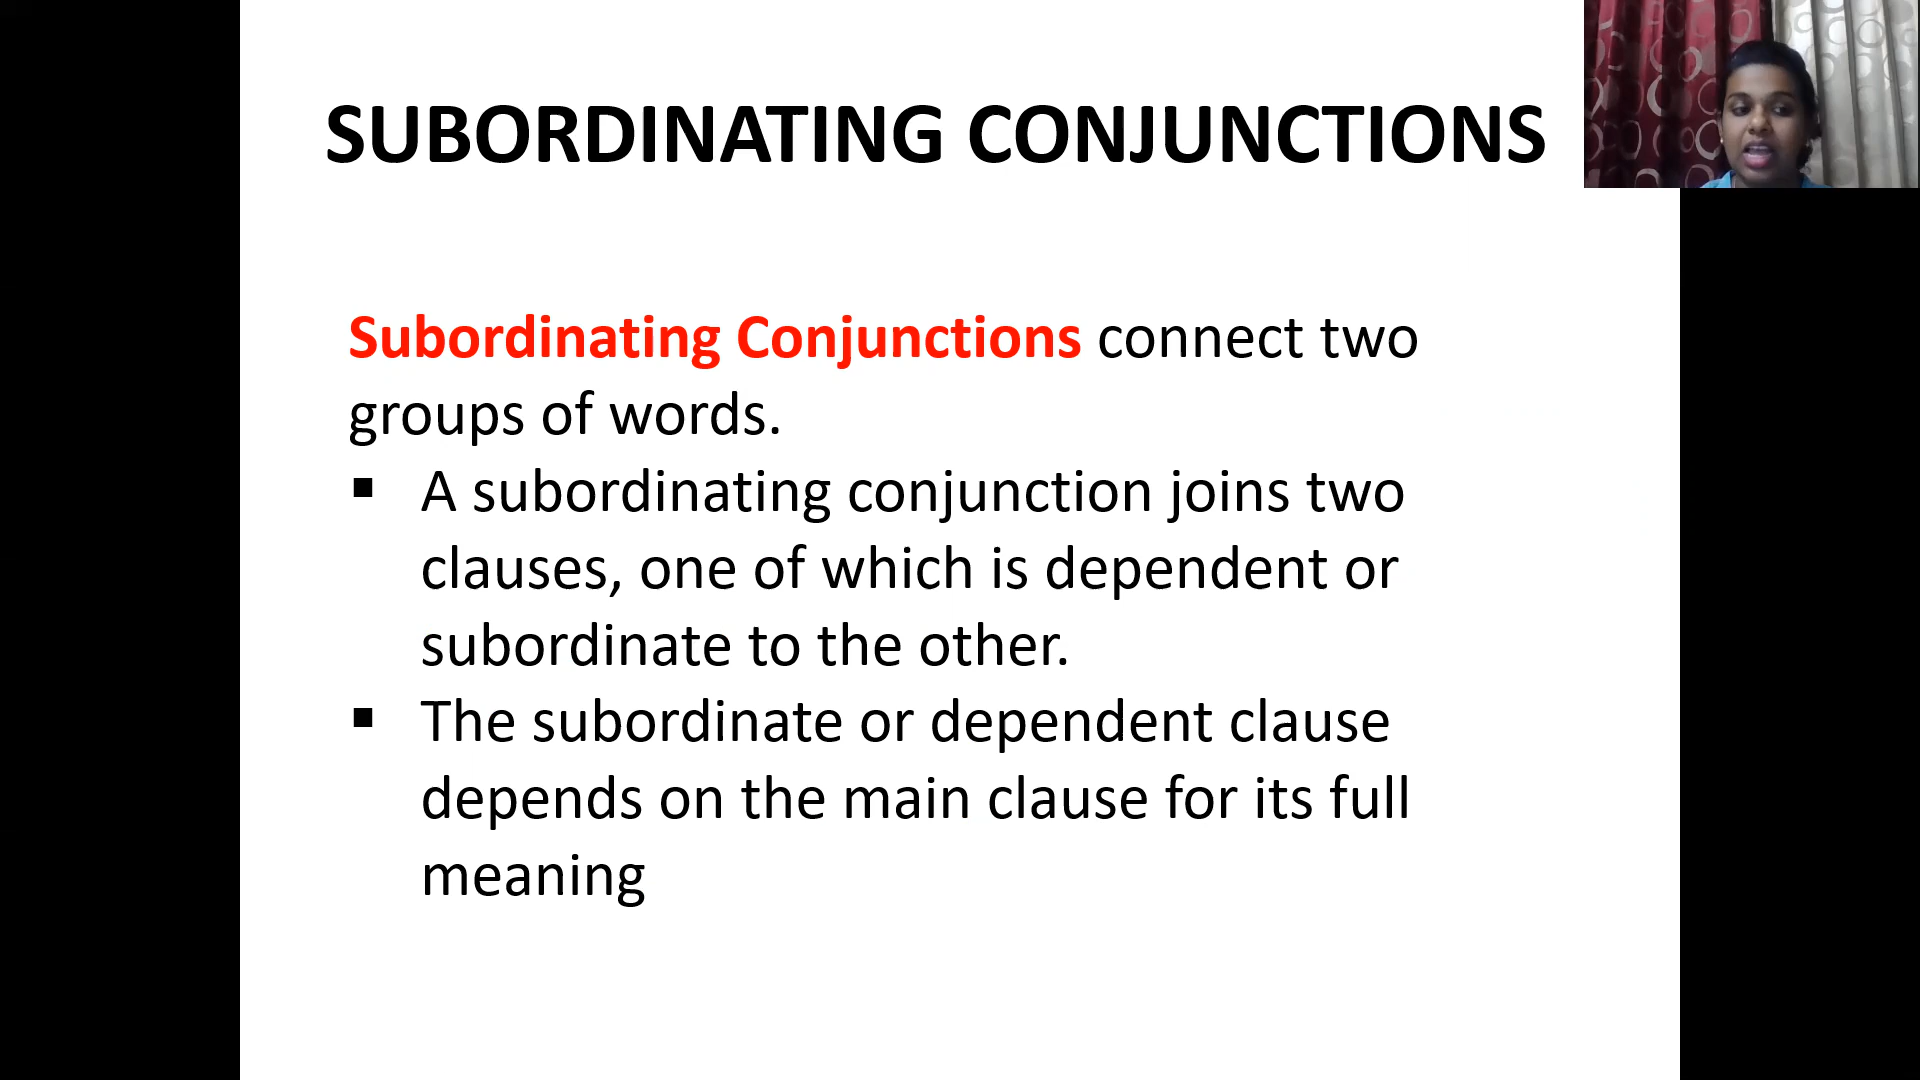 SUBORDINATING CONJUNCTIONS
Subordinating Conjunctions connect two
groups of words.
▪ A subordinating conjunction joins two
clauses, one of which is dependent or
subordinate to the other.
▪ The subordinate or dependent clause
depends on the main clause for its full
meaning